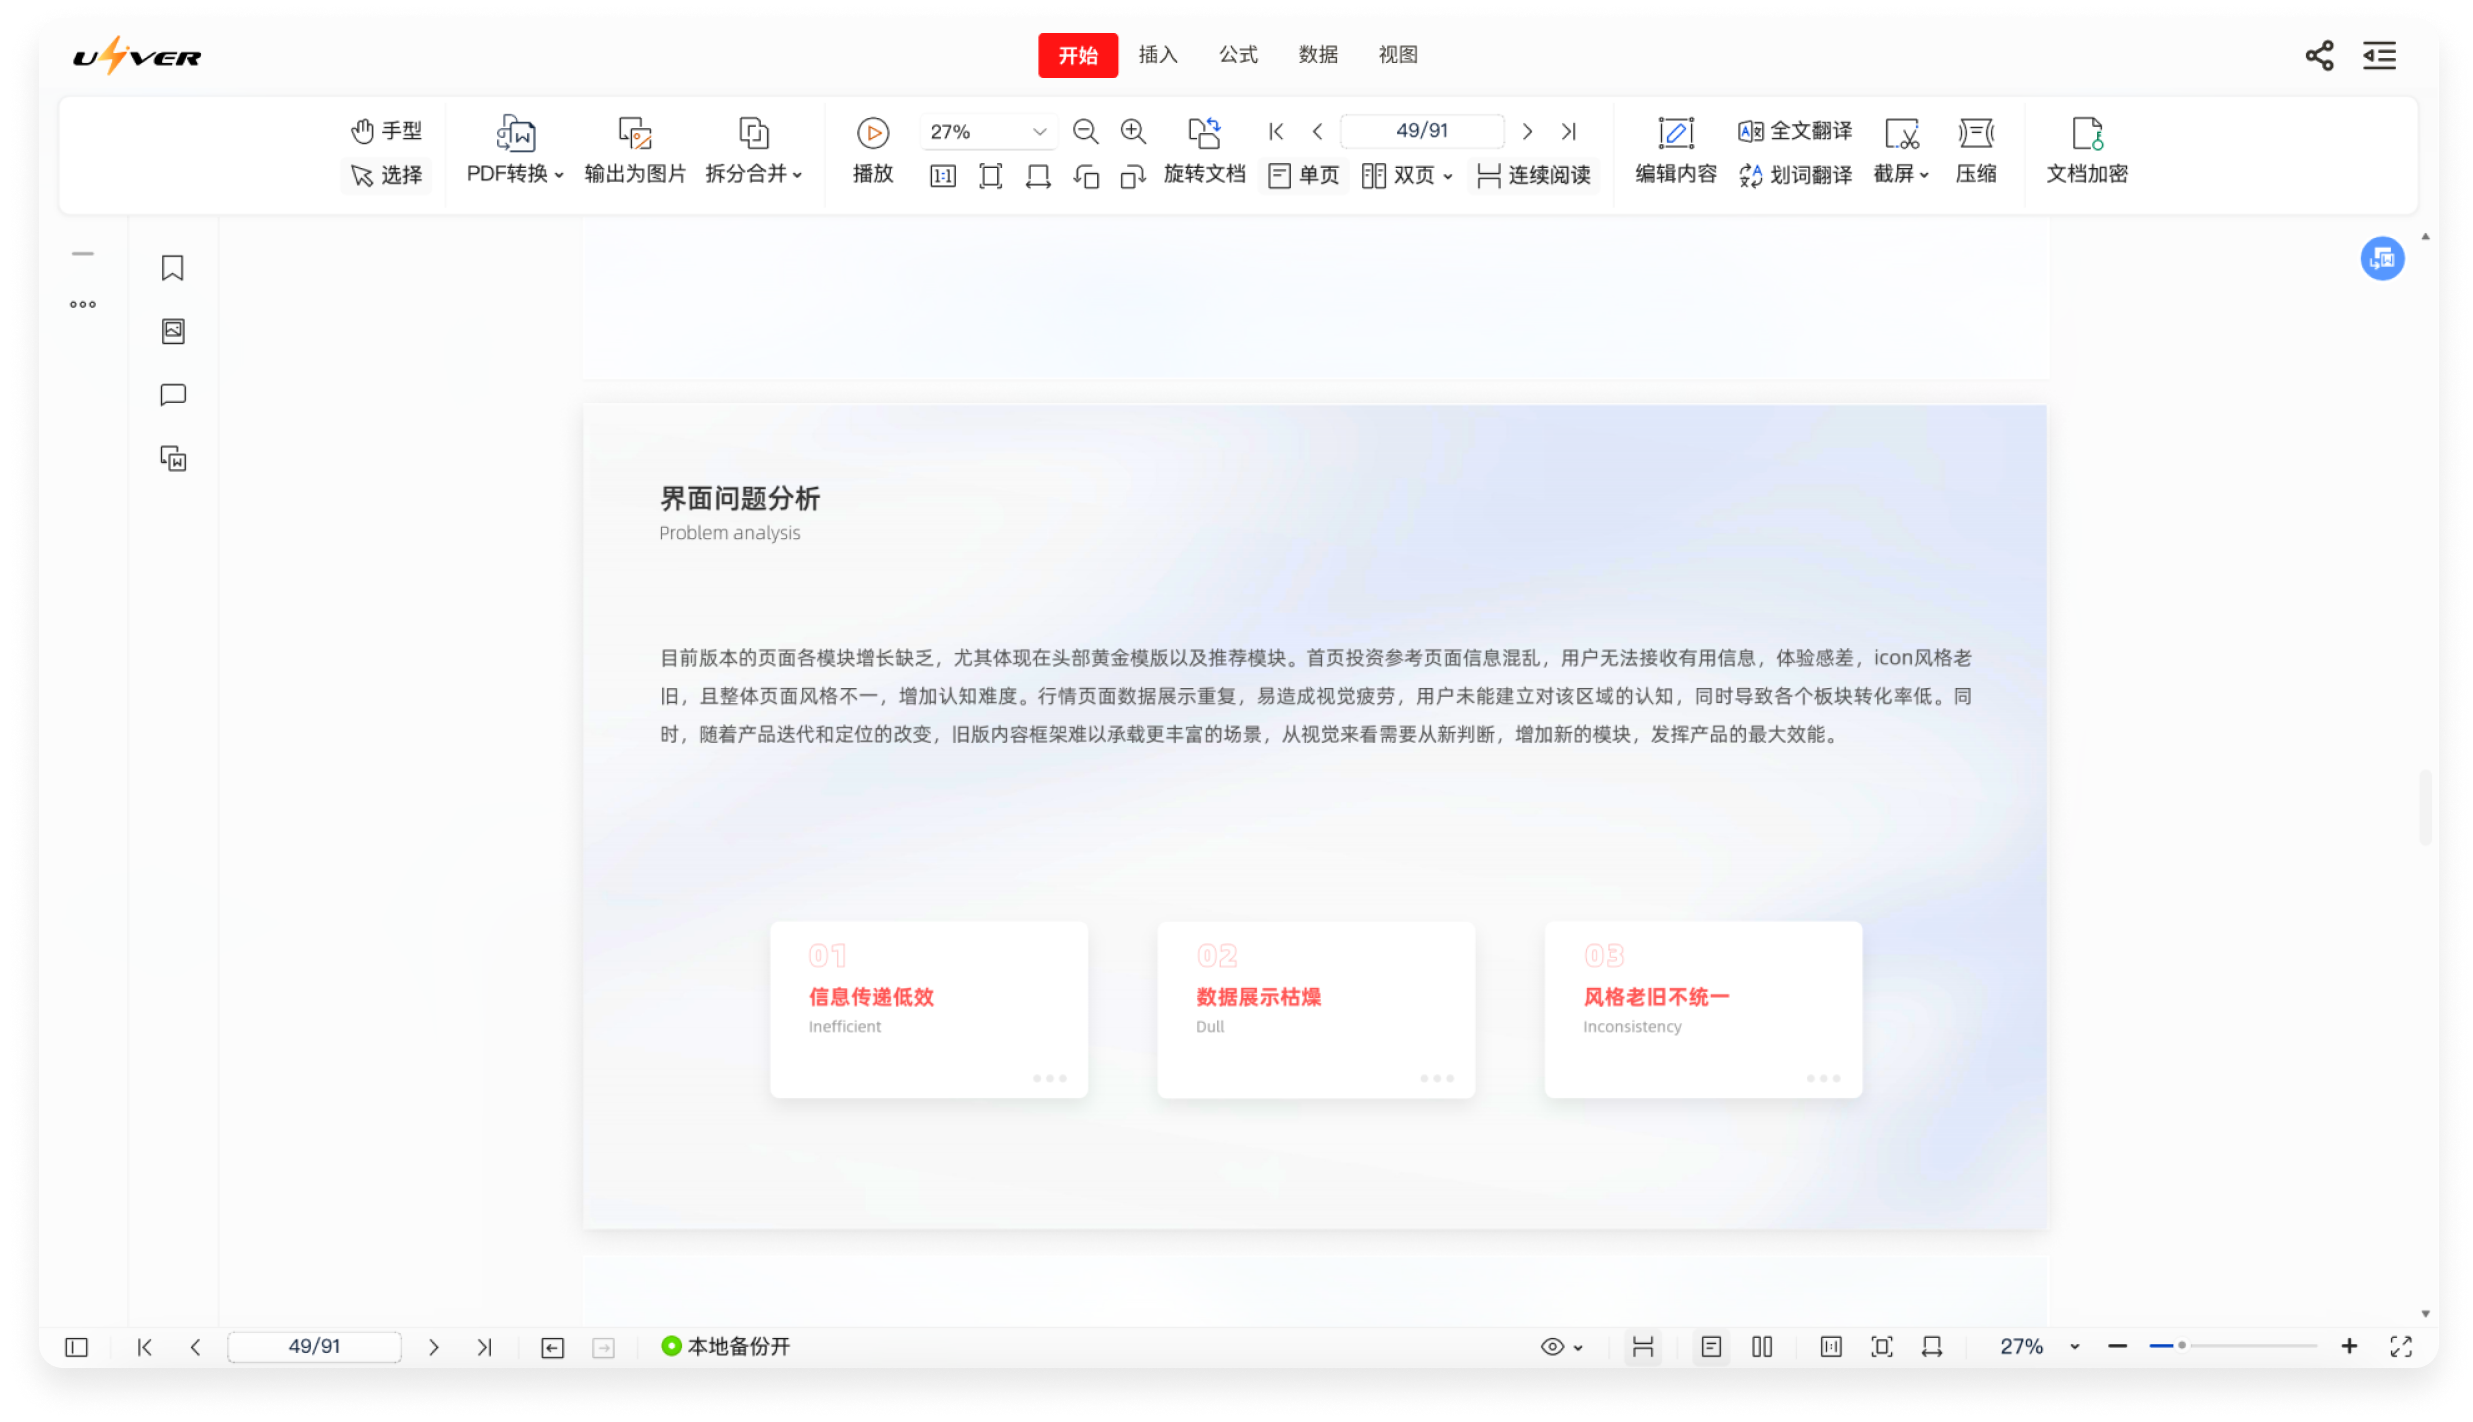 USVER
开始 插入 公式 数据 视图
手型
选择
PDF转换
输出为图片
拆分合并
播放
27%
1:1
旋转文档
49/91
单页
双页
连续阅读
编辑内容
全文翻译
划词翻译
截屏
压缩
文档加密
界面问题分析
Problem analysis
目前版本的页面各模块增长缺乏，尤其体现在头部黄金模版以及推荐模块。首页投资参考页面信息混乱，用户无法接收有用信息，体验感差，icon风格老
旧，且整体页面风格不一，增加认知难度。行情页面数据展示重复，易造成视觉疲劳，用户未能建立对该区域的认知，同时导致各个板块转化率低。同
时，随着产品迭代和定位的改变，旧版内容框架难以承载更丰富的场景，从视觉来看需要从新判断，增加新的模块，发挥产品的最大效能。
01
信息传递低效
Inefficient
02
数据展示枯燥
Dull
03
风格老旧不统一
Inconsistency
49/91
本地备份开
27%